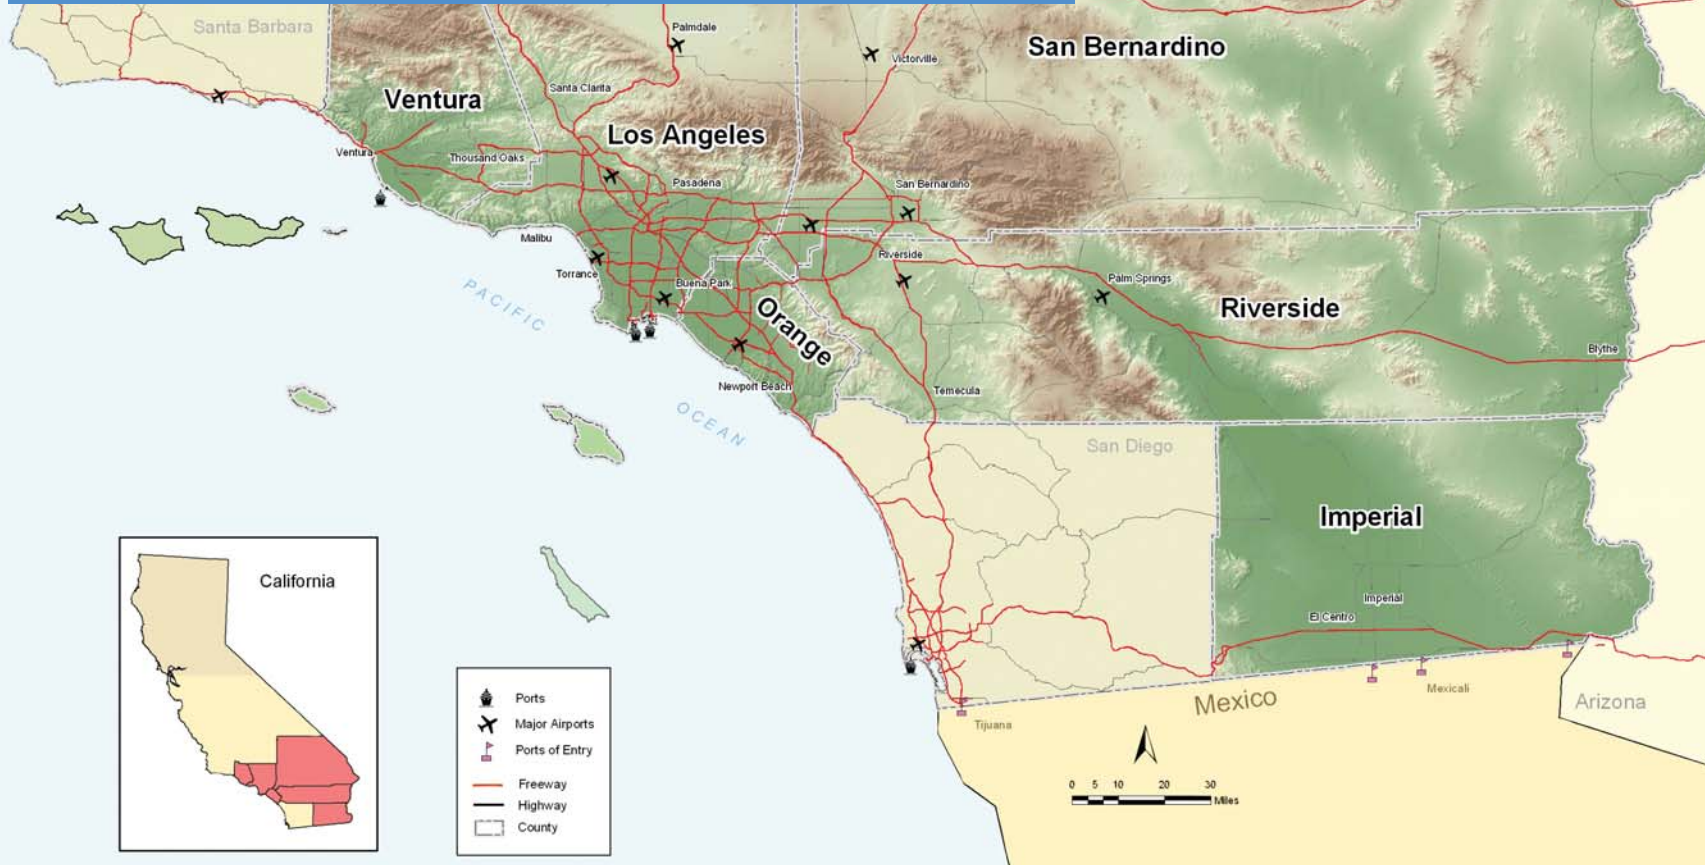 Santa Barbara
Palmdale
San Bernardino
Victorville
Santa Clarita
Ventura
Los Angeles
Ventura
Thousand Oaks
Pasadena
San Bernardino
Malibu
Riverside
Torrance
Buena Park
Palm Springs
PACIFIC
Orange
Riverside
Blythe
Newport Beach
Temecula
OCEAN
San Diego
Imperial
California
Imperial
El Centro
Mexico
Mexicali
Arizona
Tijuana
Ports
Major Airports
Ports of Entry
Freeway
Highway
County
0 5 10 20 30
Miles